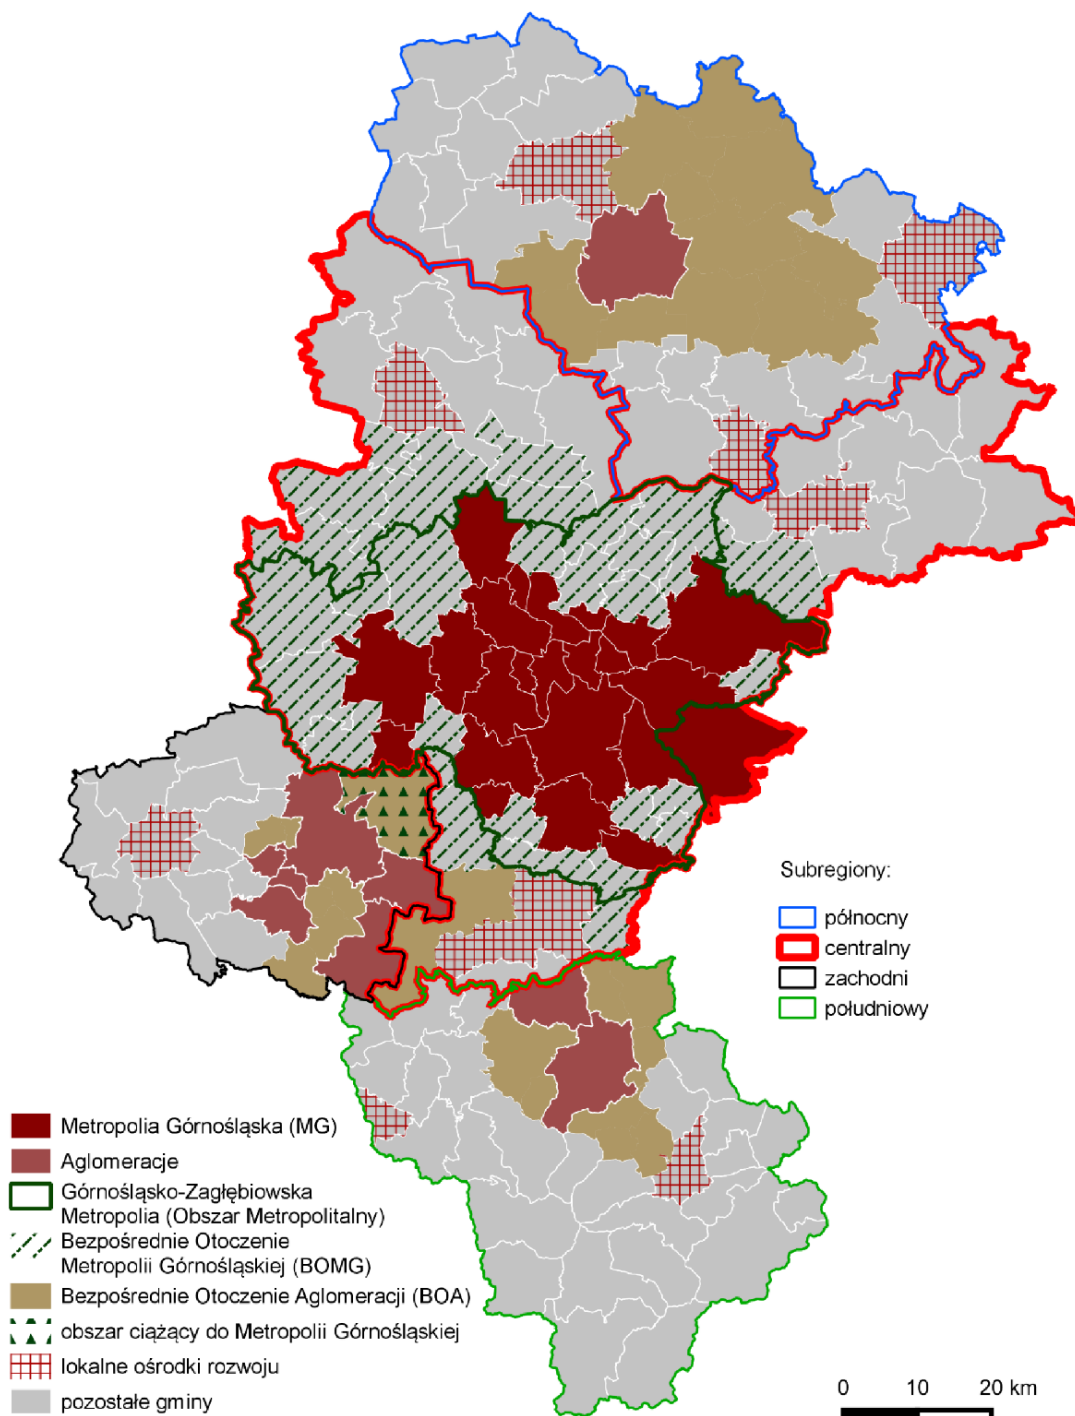 Subregiony:
północny
centralny
zachodni
południowy
Metropolia Górnośląska (MG)
Aglomeracje
Górnośląsko-Zagłębiowska
Metropolia (Obszar Metropolitalny)
Bezpośrednie Otoczenie
Metropolii Górnośląskiej (BOMG)
Bezpośrednie Otoczenie Aglomeracji (BOA)
obszar ciążący do Metropolii Górnośląskiej
lokalne ośrodki rozwoju
pozostałe gminy
0 10 20 km